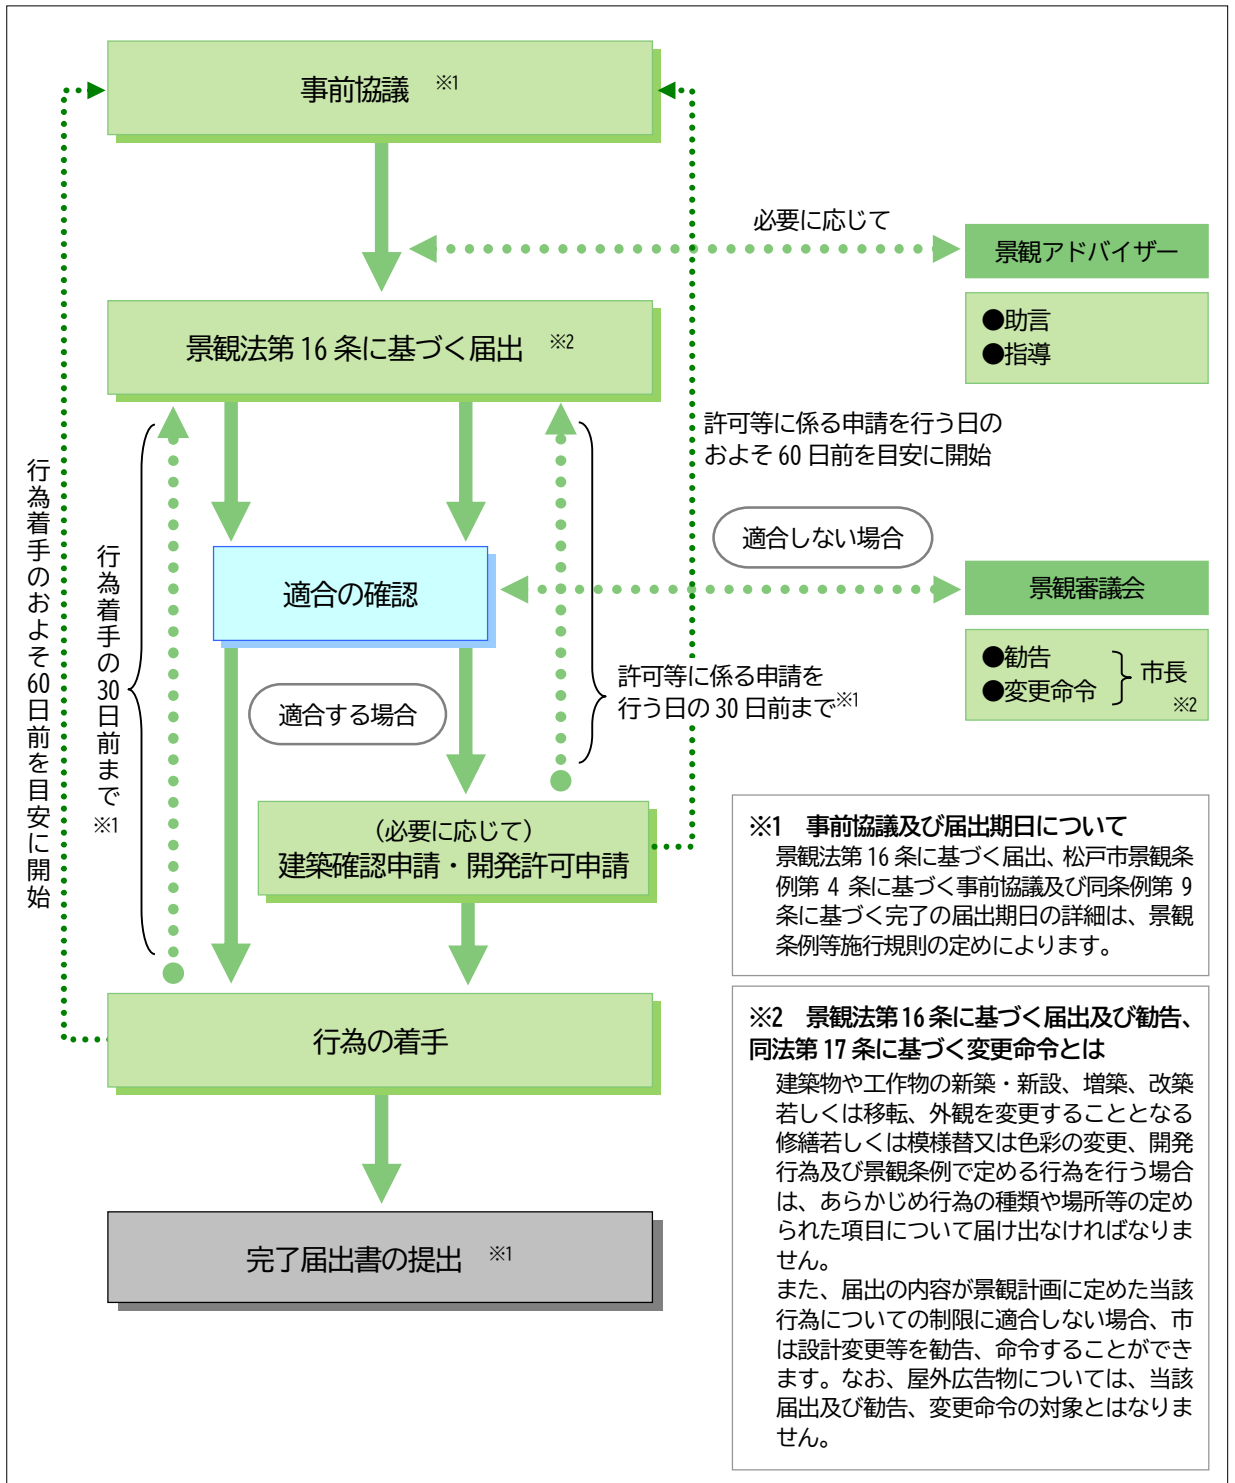 事前協議 ※1
必要に応じて
景観アドバイザー
●助言
●指導
景観法第16条に基づく届出 ※2
許可等に係る申請を行う日の
およそ60日前を目安に開始
行為着手のおよそ60日前を目安に開始
行為着手の30日前まで※1
適合しない場合
適合の確認
景観審議会
●勧告
●変更命令
市長
※2
許可等に係る申請を
行う日の30日前まで※1
適合する場合
（必要に応じて）
建築確認申請・開発許可申請
行為の着手
完了届出書の提出 ※1
※1 事前協議及び届出期日について
景観法第16条に基づく届出、松戸市景観条
例第4条に基づく事前協議及び同条例第9
条に基づく完了の届出期日の詳細は、景観
条例等施行規則の定めによります。
※2 景観法第16条に基づく届出及び勧告、
同法第17条に基づく変更命令とは
建築物や工作物の新築・新設、増築、改築
若しくは移転、外観を変更することとなる
修繕若しくは模様替又は色彩の変更、開発
行為及び景観条例で定める行為を行う場合
は、あらかじめ行為の種類や場所等の定め
られた項目について届け出なければなりま
せん。
また、届出の内容が景観計画に定めた当該
行為についての制限に適合しない場合、市
は設計変更等を勧告、命令することができ
ます。なお、屋外広告物については、当該
届出及び勧告、変更命令の対象とはなりま
せん。